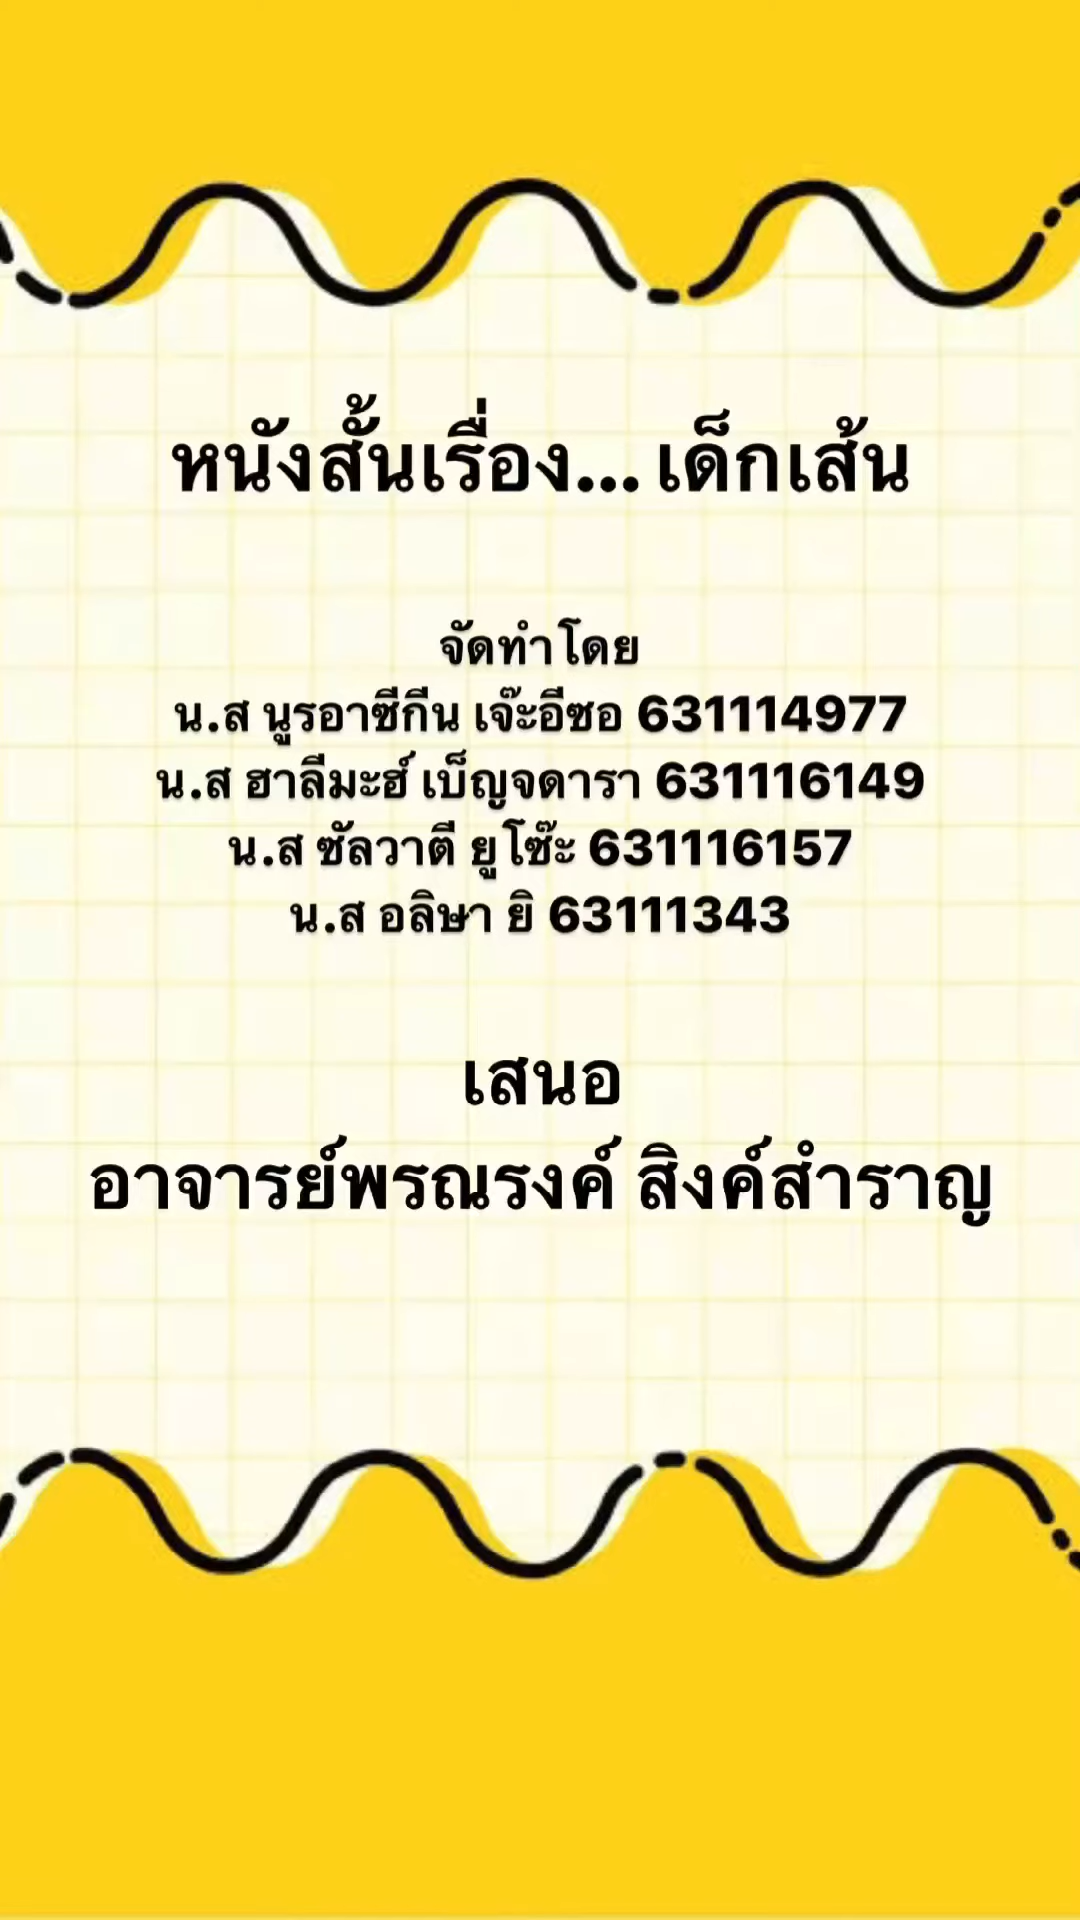 หนังสั้นเรื่อง... เด็กเส้น
จัดทำโดย
น.ส นูรอาซีกีน เจ๊ะอีซอ 631114977
น.ส ฮาลีมะฮ์ เบ็ญจดารา 631116149
น.ส ซัลวาตี ยูโซ๊ะ 631116157
น.ส อลิษา ยิ 63111343
เสนอ
อาจารย์พรณรงค์ สิงค์สำราญ